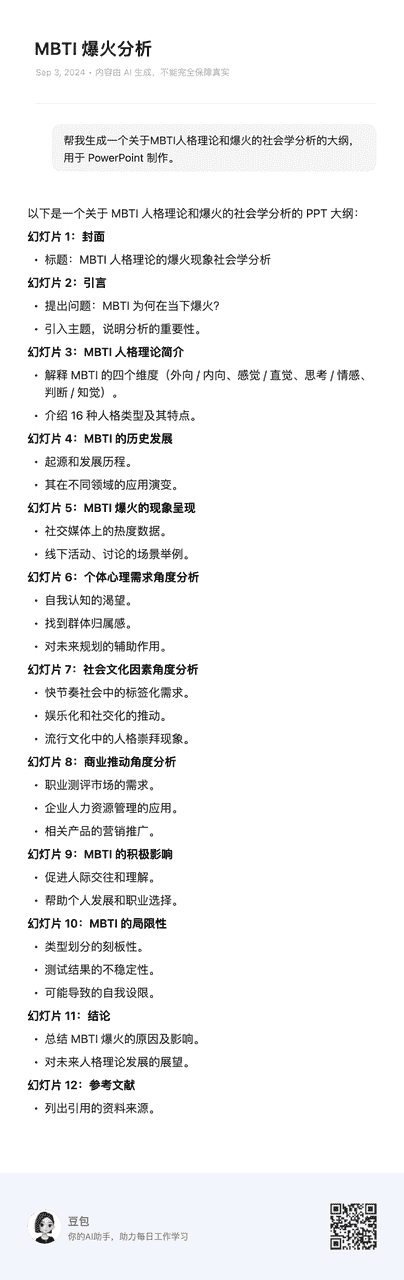 MBTI 爆火分析
Sep 3, 2024 • 内容由 AI 生成，不能完全保障真实
帮我生成一个关于MBTI人格理论和爆火的社会学分析的大纲，
用于 PowerPoint 制作。
以下是一个关于 MBTI 人格理论和爆火的社会学分析的 PPT 大纲：
幻灯片 1：封面
• 标题：MBTI 人格理论的爆火现象社会学分析
幻灯片 2：引言
• 提出问题：MBTI 为何在当下爆火？
• 引入主题，说明分析的重要性。
幻灯片 3：MBTI 人格理论简介
• 解释 MBTI 的四个维度（外向 / 内向、感觉 / 直觉、思考 / 情感、
判断 / 知觉）。
• 介绍 16 种人格类型及其特点。
幻灯片 4：MBTI 的历史发展
• 起源和发展历程。
• 其在不同领域的应用演变。
幻灯片 5：MBTI 爆火的现象呈现
• 社交媒体上的热度数据。
• 线下活动、讨论的场景举例。
幻灯片 6：个体心理需求角度分析
• 自我认知的渴望。
• 找到群体归属感。
• 对未来规划的辅助作用。
幻灯片 7：社会文化因素角度分析
• 快节奏社会中的标签化需求。
• 娱乐化和社交化的推动。
• 流行文化中的人格崇拜现象。
幻灯片 8：商业推动角度分析
• 职业测评市场的需求。
• 企业人力资源管理的应用。
• 相关产品的营销推广。
幻灯片 9：MBTI 的积极影响
• 促进人际交往和理解。
• 帮助个人发展和职业选择。
幻灯片 10：MBTI 的局限性
• 类型划分的刻板性。
• 测试结果的不稳定性。
• 可能导致的自我设限。
幻灯片 11：结论
• 总结 MBTI 爆火的原因及影响。
• 对未来人格理论发展的展望。
幻灯片 12：参考文献
• 列出引用的资料来源。
豆包
你的AI助手，助力每日工作学习